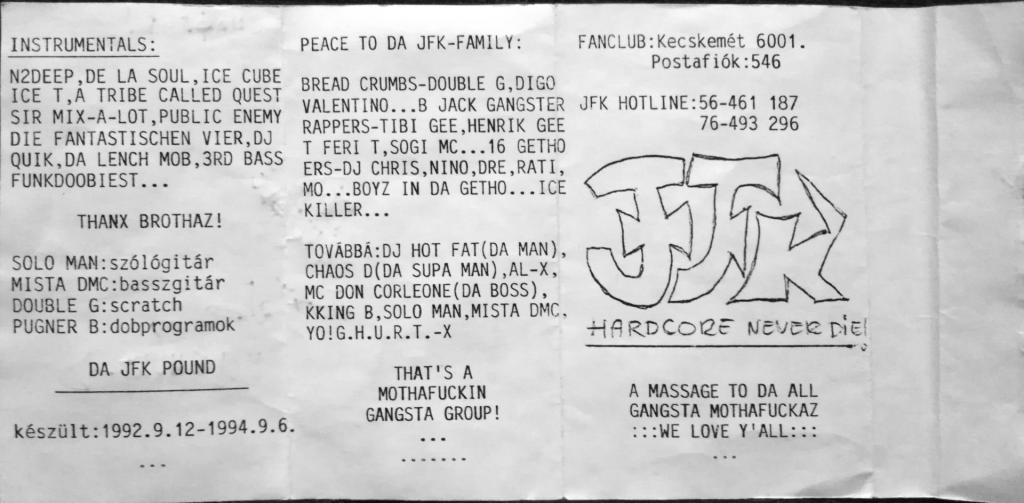 INSTRUMENTALS:
N2DEEP,DE LA SOUL,ICE CUBE
ICE T,A TRIBE CALLED QUEST
SIR MIX-A-LOT,PUBLIC ENEMY
DIE FANTASTISCHEN VIER,DJ
QUIK,DA LENCH MOB,3RD BASS
FUNKDOOBIEST...
THANX BROTHAZ!
SOLO MAN:szólógitár
MISTA DMC:basszgitár
DOUBLE G:scratch
PUGNER B:dobprogramok
DA JFK POUND
készült:1992.9.12-1994.9.6.
...
PEACE TO DA JFK-FAMILY:
BREAD CRUMBS-DOUBLE G,DIGO
VALENTINO...B JACK GANGSTER
RAPPERS-TIBI GEE,HENRIK GEE
T FERI T,SOGI MC...16 GETHO
ERS-DJ CHRIS,NINO,DRE,RATI,
MO...BOYZ IN DA GETHO...ICE
KILLER...
TOVÁBBÁ:DJ HOT FAT(DA MAN),
CHAOS D(DA SUPA MAN),AL-X,
MC DON CORLEONE(DA BOSS),
KKING B,SOLO MAN,MISTA DMC.
YO!G.H.U.R.T.-X
THAT'S A
MOTHAFUCKIN
GANGSTA GROUP!
...
.......
FANCLUB:Kecskemét 6001.
Postafiók:546
JFK HOTLINE:56-461 187
76-493 296
JFK
HARDCORE NEVER DIE!
A MASSAGE TO DA ALL
GANGSTA MOTHAFUCKAZ
:::WE LOVE Y'ALL:::
...